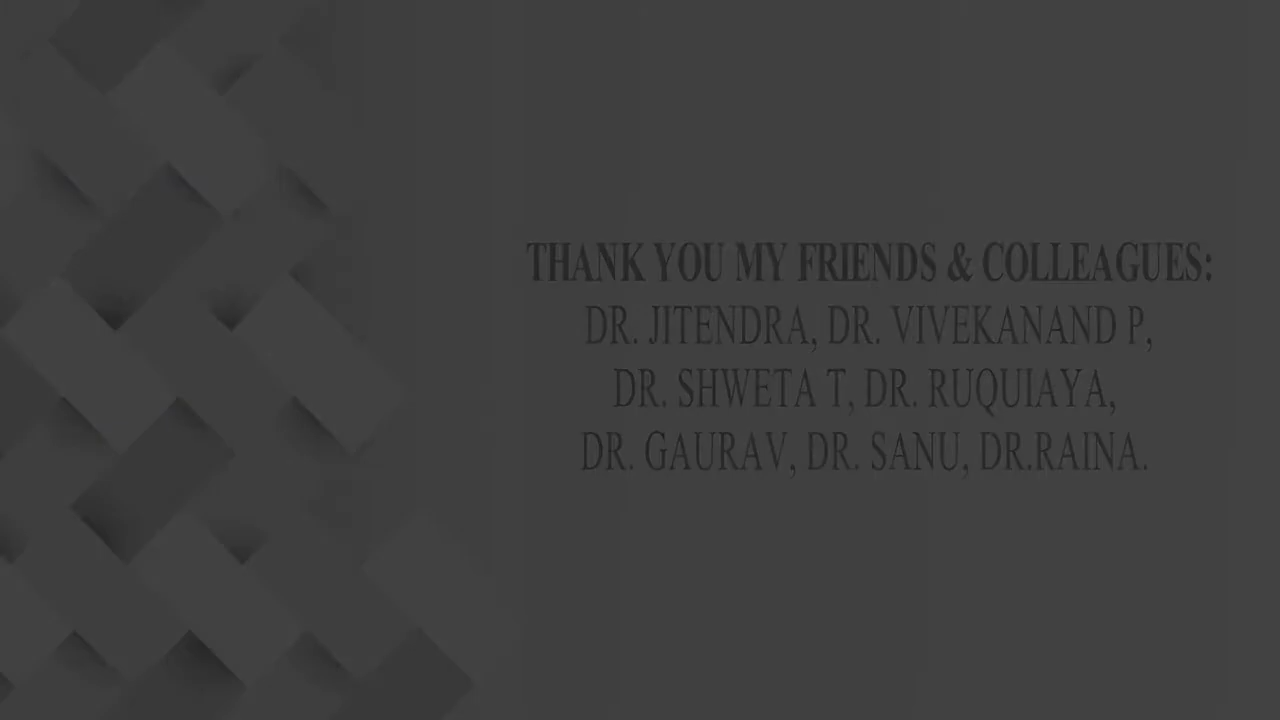 THANK YOU MY FRIENDS & COLLEAGUES:
DR. JITENDRA, DR. VIVEKANAND P,
DR. SHWETA T, DR. RUQUIAYA,
DR. GAURAV, DR. SANU, DR.RAINA.